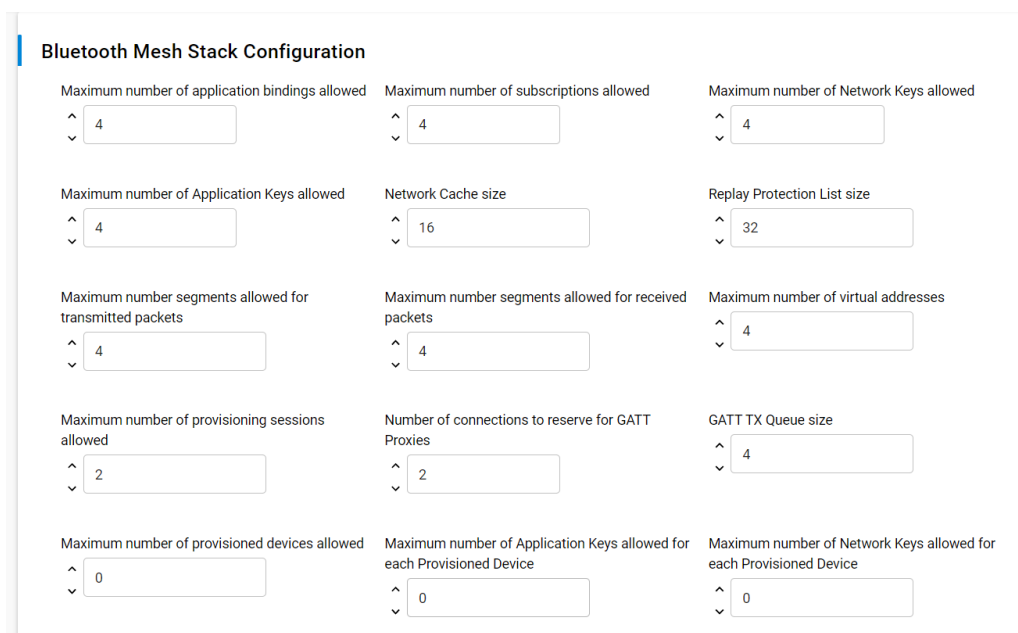 Bluetooth Mesh Stack Configuration
Maximum number of application bindings allowed
4
Maximum number of subscriptions allowed
4
Maximum number of Network Keys allowed
4
Maximum number of Application Keys allowed
4
Network Cache size
16
Replay Protection List size
32
Maximum number segments allowed for
transmitted packets
4
Maximum number segments allowed for received
packets
4
Maximum number of virtual addresses
4
Maximum number of provisioning sessions
allowed
2
Number of connections to reserve for GATT
Proxies
2
GATT TX Queue size
4
Maximum number of provisioned devices allowed
0
Maximum number of Application Keys allowed for
each Provisioned Device
0
Maximum number of Network Keys allowed for
each Provisioned Device
0